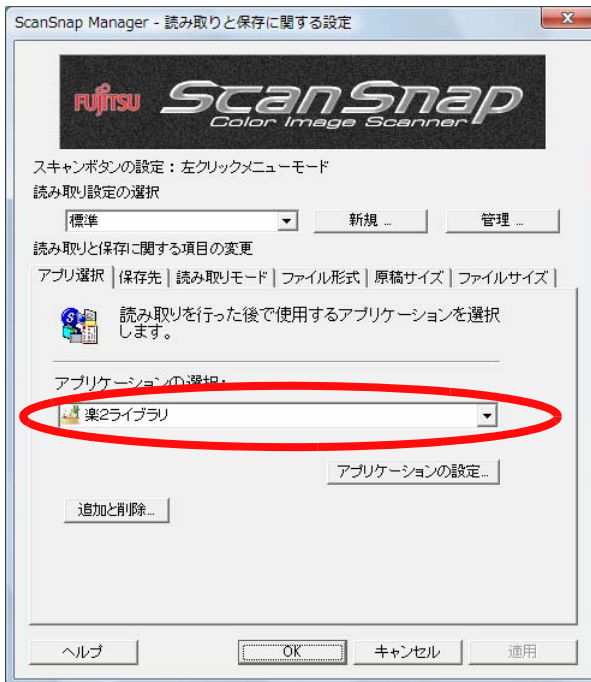 ScanSnap Manager - 読み取りと保存に関する設定
FUJITSU ScanSnap
Color Image Scanner
スキャンボタンの設定：左クリックメニューモード
読み取り設定の選択
標準 新規 ... 管理 ...
読み取りと保存に関する項目の変更
アプリ選択 保存先 読み取りモード ファイル形式 原稿サイズ ファイルサイズ
読み取りを行った後で使用するアプリケーションを選択
します。
アプリケーションの選択：
楽2ライブラリ
アプリケーションの設定...
追加と削除...
ヘルプ OK キャンセル 適用